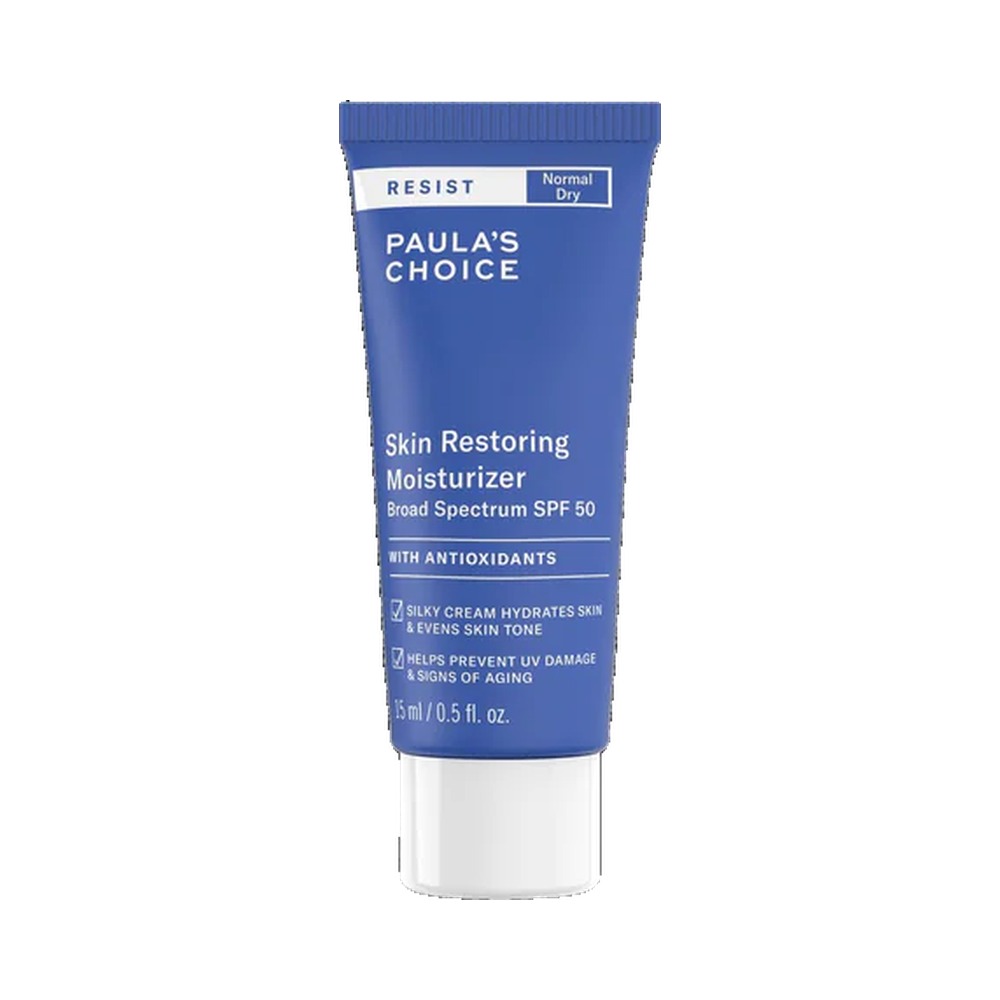 RESIST
Normal
Dry
PAULA'S
CHOICE
Skin Restoring
Moisturizer
Broad Spectrum SPF 50
WITH ANTIOXIDANTS
SILKY CREAM HYDRATES SKIN
& EVENS SKIN TONE
HELPS PREVENT UV DAMAGE
& SIGNS OF AGING
15 ml / 0.5 fl. oz.